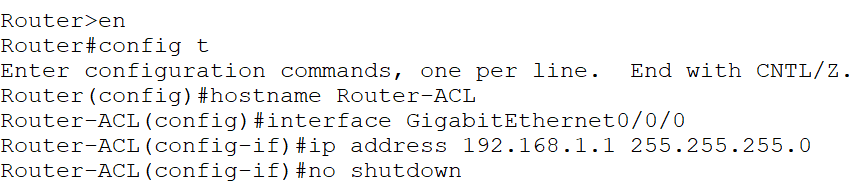 Router>en
Router#config t
Enter configuration commands, one per line.  End with CNTL/Z.
Router(config)#hostname Router-ACL
Router-ACL(config)#interface GigabitEthernet0/0/0
Router-ACL(config-if)#ip address 192.168.1.1 255.255.255.0
Router-ACL(config-if)#no shutdown